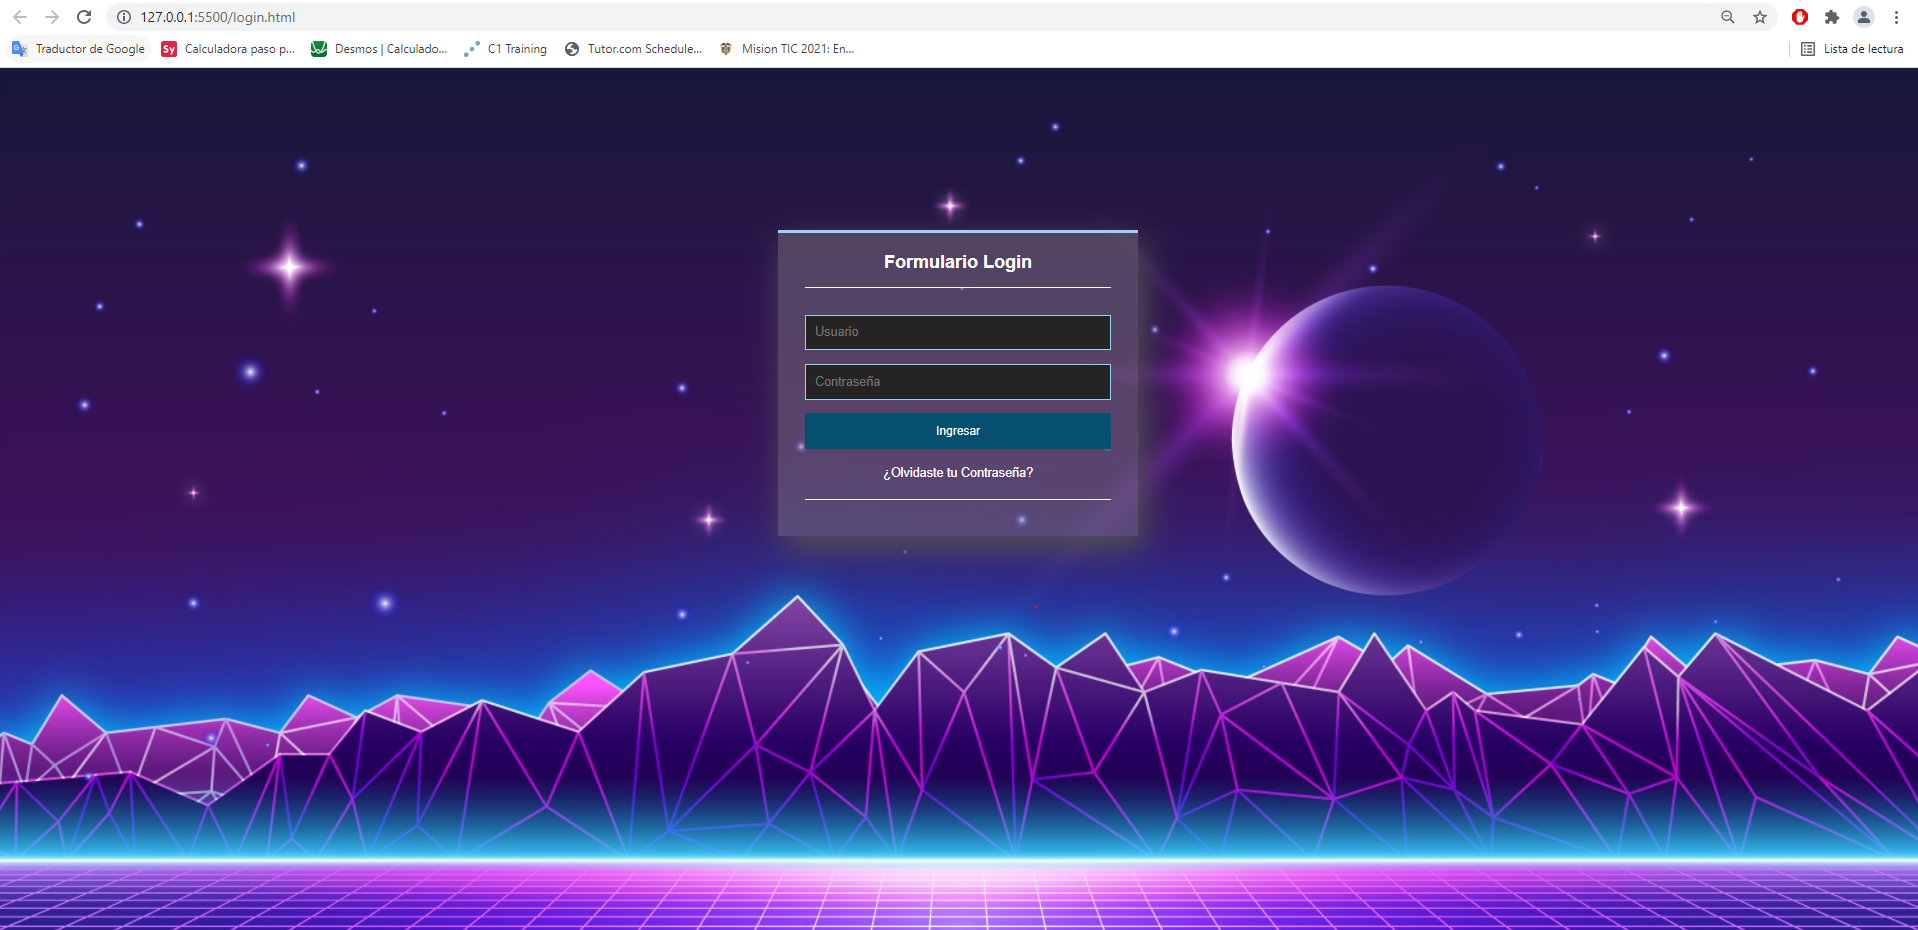 127.0.0.1:5500/login.html
Traductor de Google
Sy Calculadora paso p...
Desmos | Calculado...
C1 Training
Tutor.com Schedule...
Mision TIC 2021: En...
Lista de lectura
Formulario Login
Usuario
Contraseña
Ingresar
¿Olvidaste tu Contraseña?